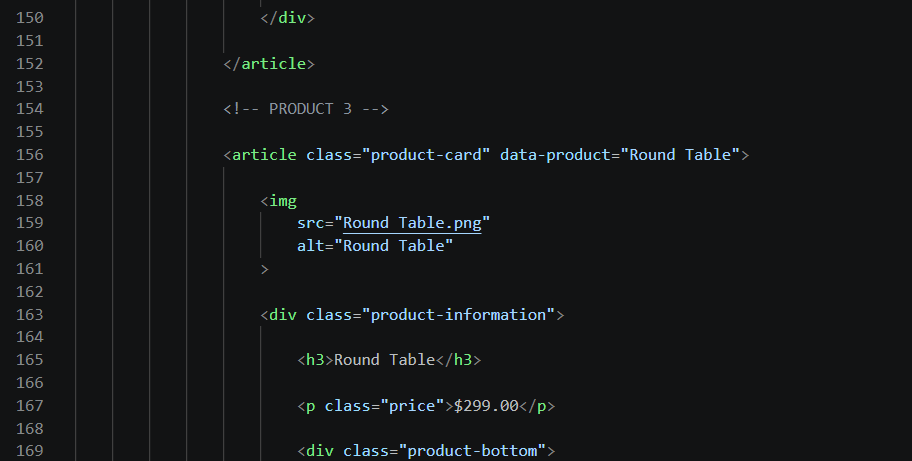 150 </div>
151
152 </article>
153
154 <!-- PRODUCT 3 -->
155
156 <article class="product-card" data-product="Round Table">
157
158 <img
159 src="Round Table.png"
160 alt="Round Table"
161 >
162
163 <div class="product-information">
164
165 <h3>Round Table</h3>
166
167 <p class="price">$299.00</p>
168
169 <div class="product-bottom">